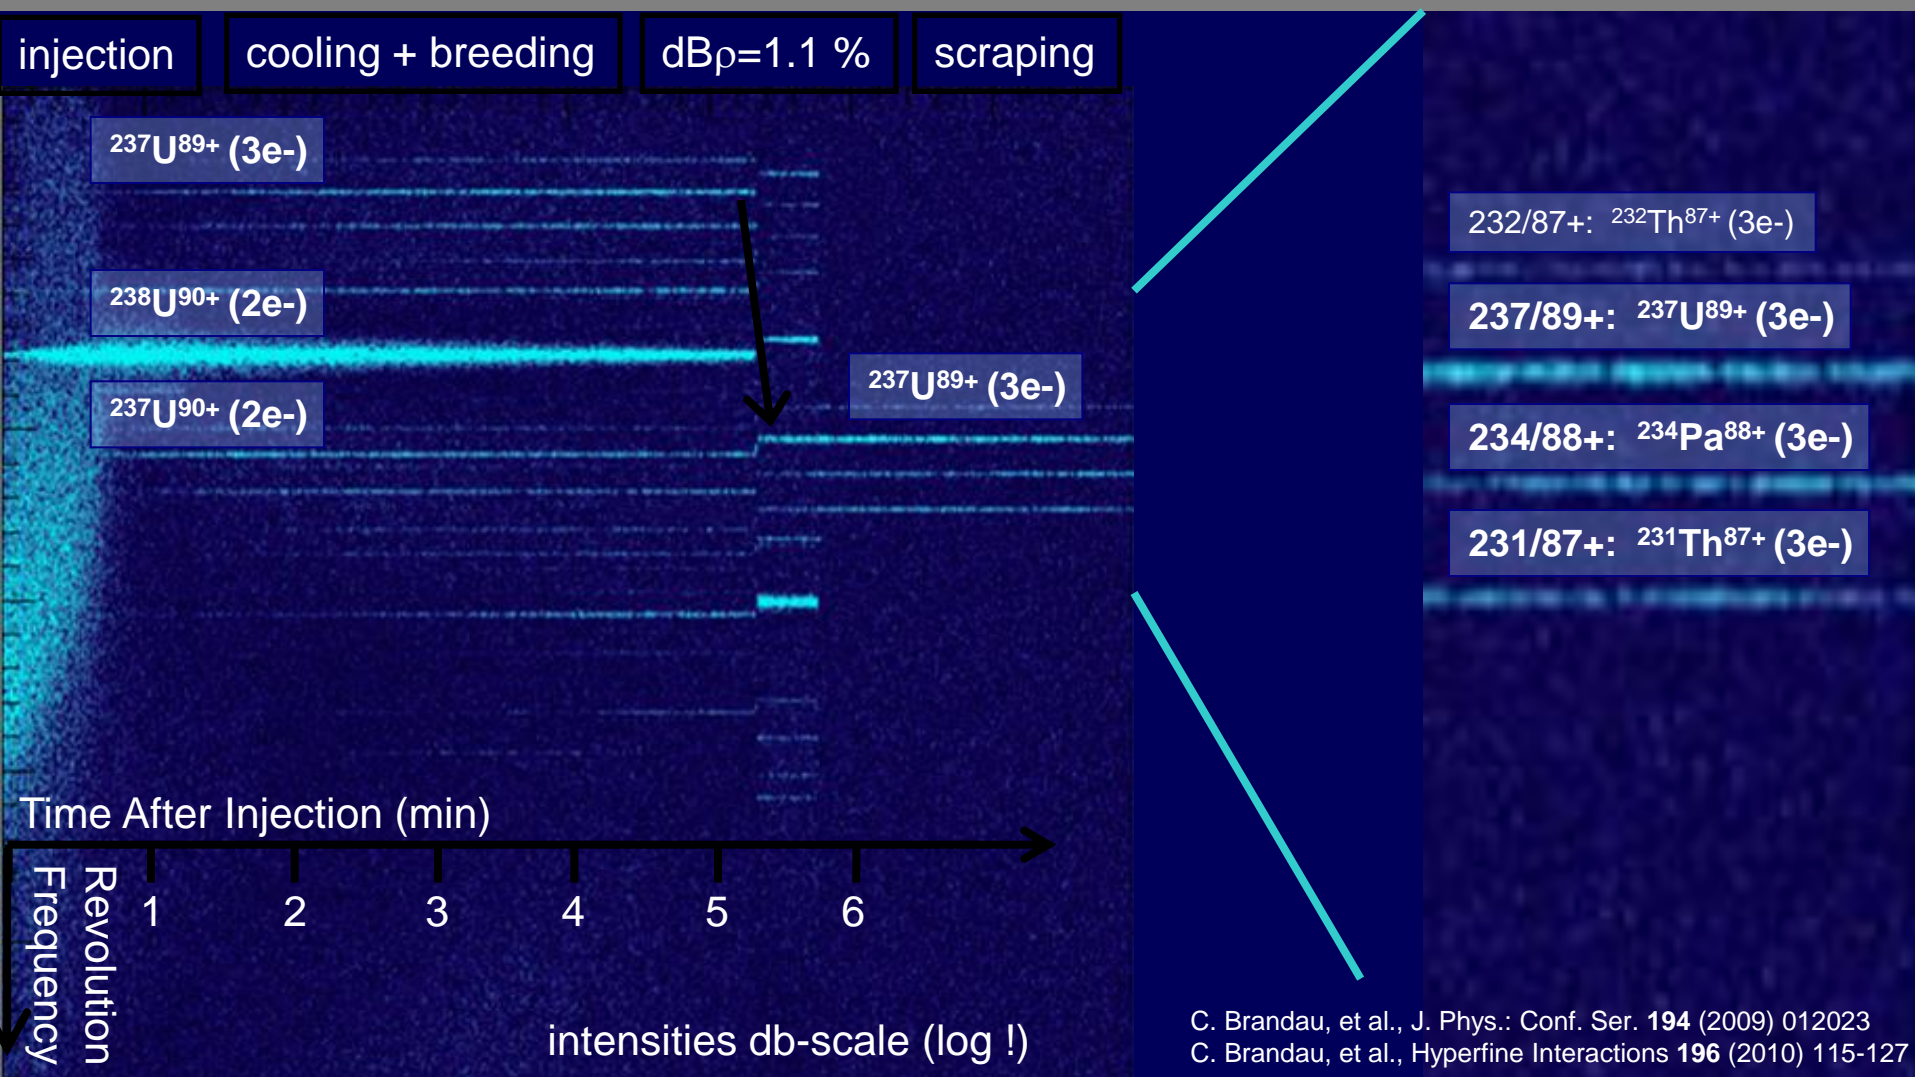 injection
cooling + breeding
dBρ=1.1 %
scraping
²³⁷U⁸⁹⁺ (3e-)
²³⁸U⁹⁰⁺ (2e-)
²³⁷U⁹⁰⁺ (2e-)
²³⁷U⁸⁹⁺ (3e-)
232/87+: ²³²Th⁸⁷⁺ (3e-)
237/89+: ²³⁷U⁸⁹⁺ (3e-)
234/88+: ²³⁴Pa⁸⁸⁺ (3e-)
231/87+: ²³¹Th⁸⁷⁺ (3e-)
Time After Injection (min)
1 2 3 4 5 6
Revolution
Frequency
intensities db-scale (log !)
C. Brandau, et al., J. Phys.: Conf. Ser. 194 (2009) 012023
C. Brandau, et al., Hyperfine Interactions 196 (2010) 115-127